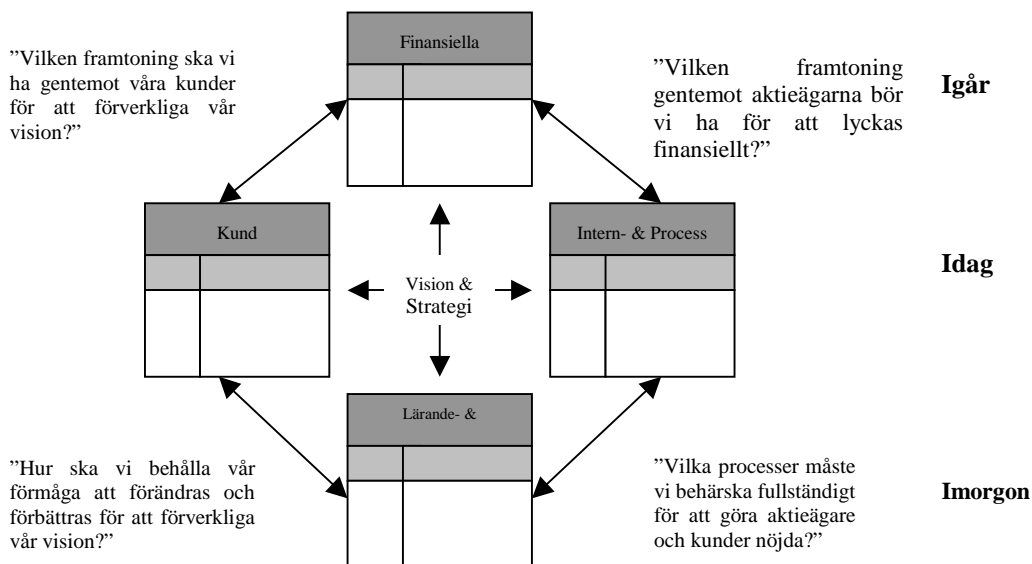 Finansiella
”Vilken framtoning ska vi
ha gentemot våra kunder
för att förverkliga vår
vision?”
”Vilken framtoning
gentemot aktieägarna bör
vi ha för att lyckas
finansiellt?”
Igår
Kund
Vision &
Strategi
Intern- & Process
Idag
Lärande- &
”Hur ska vi behålla vår
förmåga att förändras och
förbättras för att förverkliga
vår vision?”
”Vilka processer måste
vi behärska fullständigt
för att göra aktieägare
och kunder nöjda?”
Imorgon